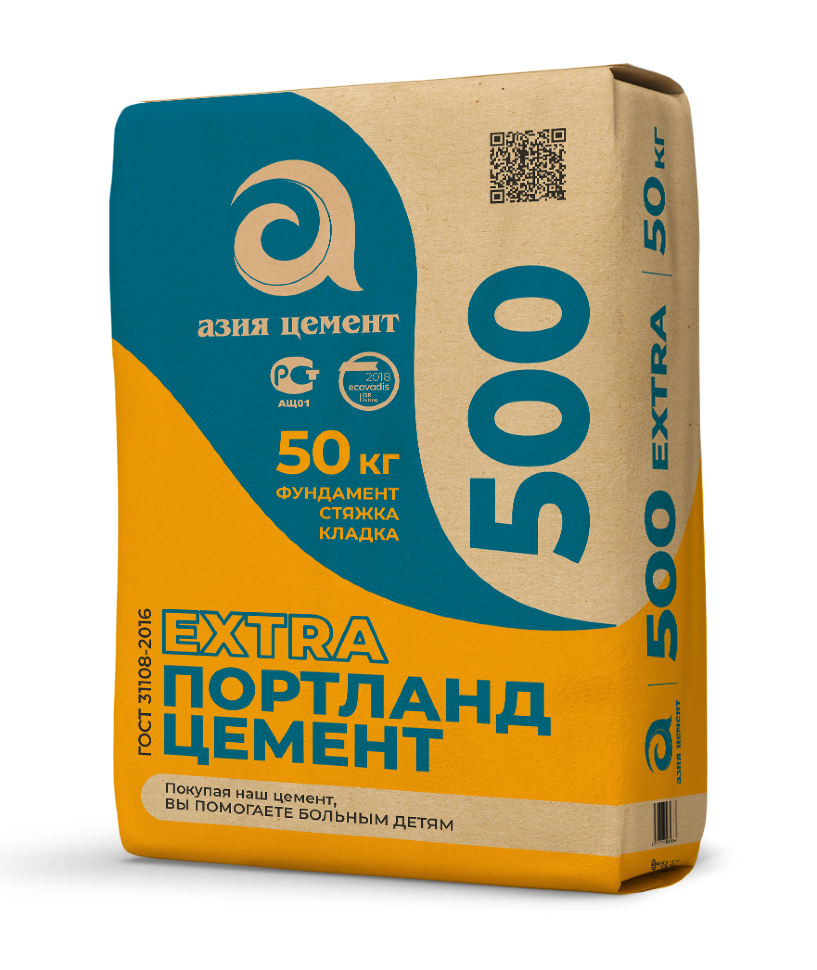 азия цемент
РСТ
АЩ01
2018
ecovadis
50 кг
ФУНДАМЕНТ
СТЯЖКА
КЛАДКА
500
ГОСТ 31108-2016
EXTRA
ПОРТЛАНД
ЦЕМЕНТ
Покупая наш цемент,
ВЫ ПОМОГАЕТЕ БОЛЬНЫМ ДЕТЯМ
азия цемент | 500 EXTRA | 50 кг